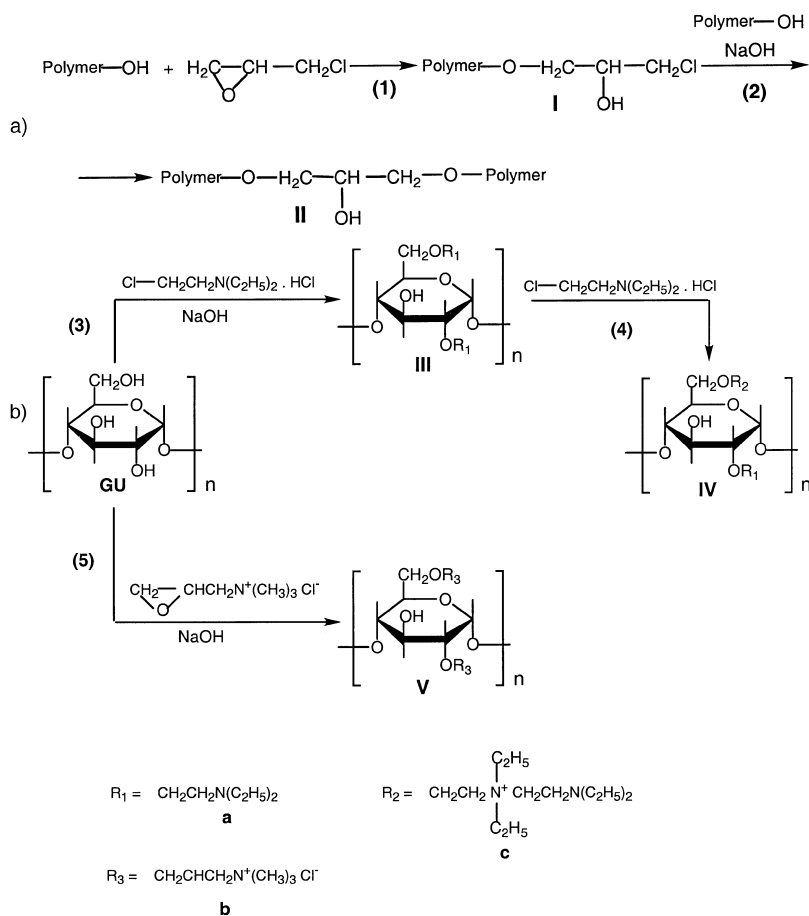 Polymer—OH
Polymer—OH + H₂C—CH—CH₂Cl
O
(1)
Polymer—O—H₂C—CH—CH₂Cl
OH
I
NaOH
(2)
a)
Polymer—O—H₂C—CH—CH₂—O—Polymer
OH
II
Cl—CH₂CH₂N(C₂H₅)₂ . HCl
NaOH
(3)
CH₂OR₁
O
OH
O
O
OR₁
n
III
Cl—CH₂CH₂N(C₂H₅)₂ . HCl
(4)
b)
CH₂OH
O
OH
O
O
OH
n
GU
CH₂OR₂
O
OH
O
O
OR₁
n
IV
(5)
CH₂—CHCH₂N⁺(CH₃)₃ Cl⁻
O
NaOH
CH₂OR₃
O
OH
O
O
OR₃
n
V
R₁ = CH₂CH₂N(C₂H₅)₂
a
C₂H₅
R₂ = CH₂CH₂N⁺CH₂CH₂N(C₂H₅)₂
C₂H₅
c
R₃ = CH₂CHCH₂N⁺(CH₃)₃ Cl⁻
b